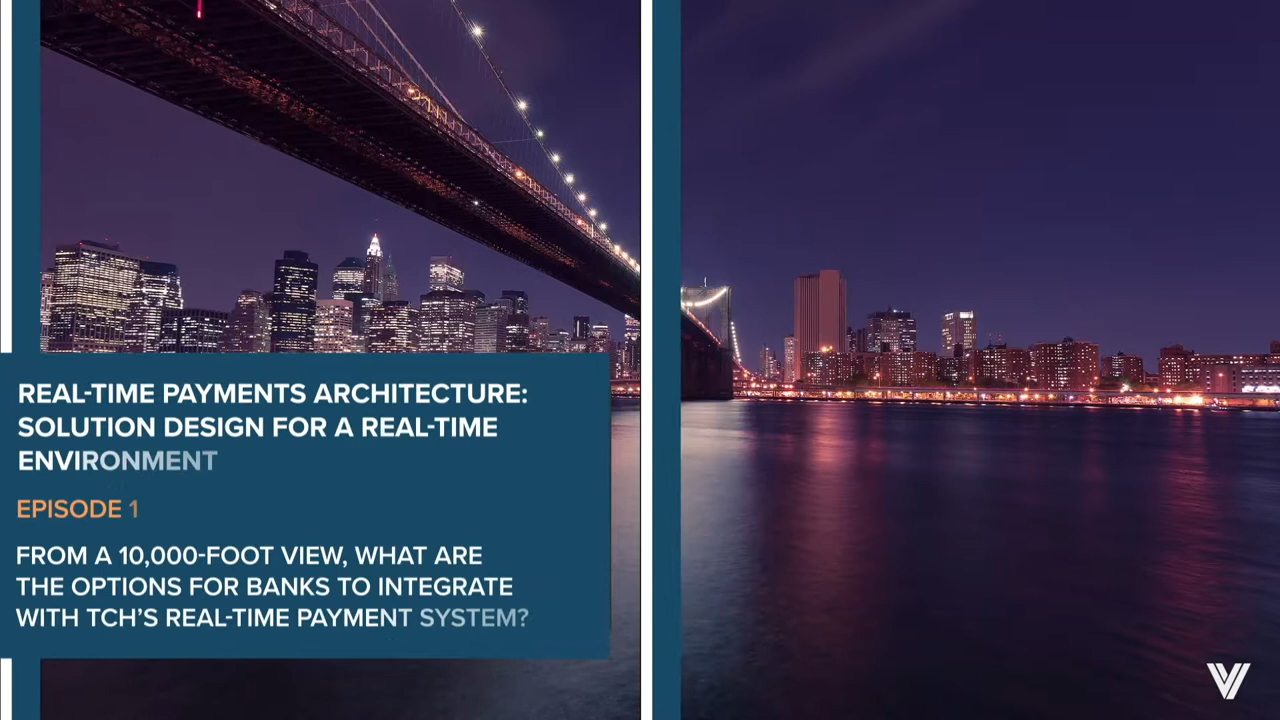 REAL-TIME PAYMENTS ARCHITECTURE:
SOLUTION DESIGN FOR A REAL-TIME
ENVIRONMENT
EPISODE 1
FROM A 10,000-FOOT VIEW, WHAT ARE
THE OPTIONS FOR BANKS TO INTEGRATE
WITH TCH'S REAL-TIME PAYMENT SYSTEM?